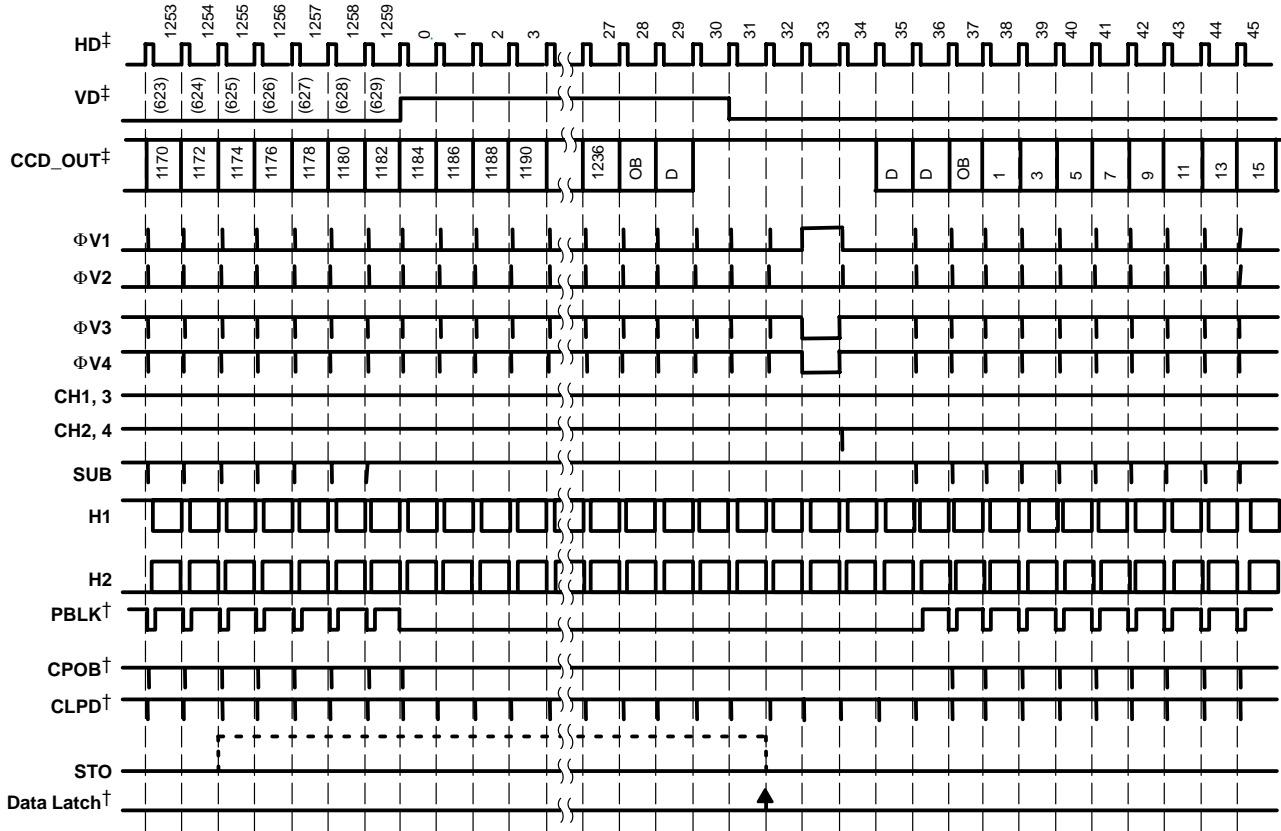 HD‡ 1253 1254 1255 1256 1257 1258 1259 0 1 2 3 27 28 29 30 31 32 33 34 35 36 37 38 39 40 41 42 43 44 45
VD‡ (623) (624) (625) (626) (627) (628) (629)
CCD_OUT‡ 1170 1172 1174 1176 1178 1180 1182 1184 1186 1188 1190 1236 OB D D D OB 1 3 5 7 9 11 13 15
ΦV1
ΦV2
ΦV3
ΦV4
CH1, 3
CH2, 4
SUB
H1
H2
PBLK†
CPOB†
CLPD†
STO
Data Latch†